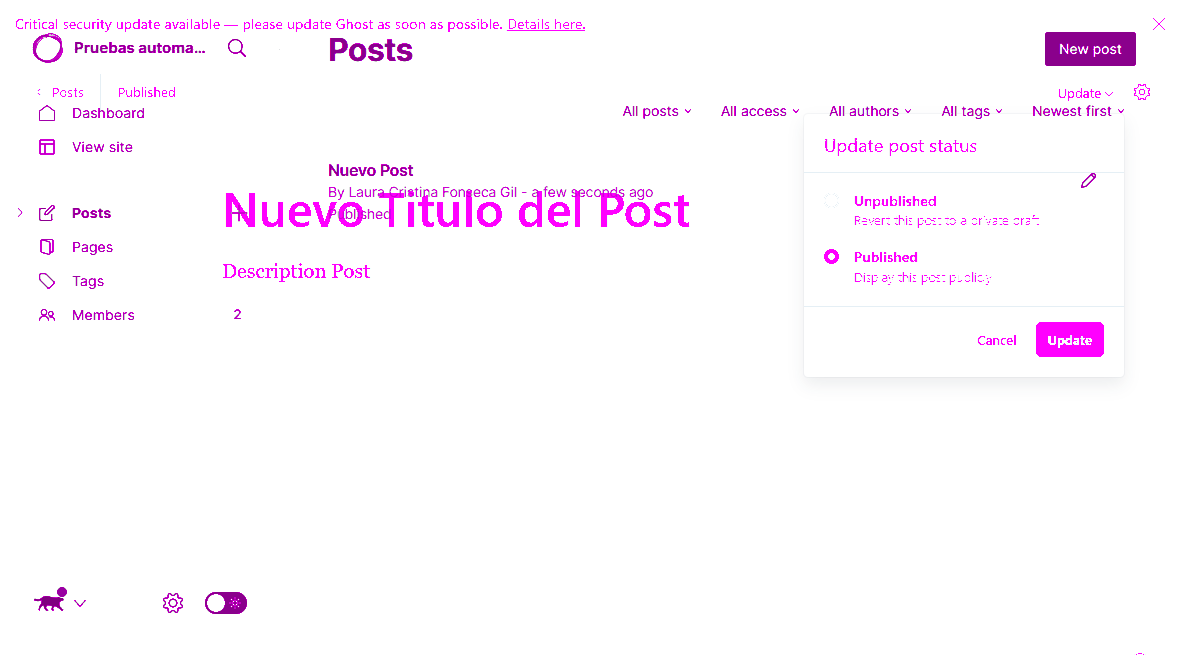 Critical security update available — please update Ghost as soon as possible. Details here.
Pruebas automa...
Posts
New post
Posts
Published
Update
Dashboard
All posts
All access
All authors
All tags
Newest first
View site
Update post status
Nuevo Post
By Laura Cristina Fonseca Gil - a few seconds ago
Published
Nuevo Titulo del Post
Unpublished
Revert this post to a private draft
Posts
Pages
Published
Display this post publicly
Description Post
Tags
Members
2
Cancel
Update